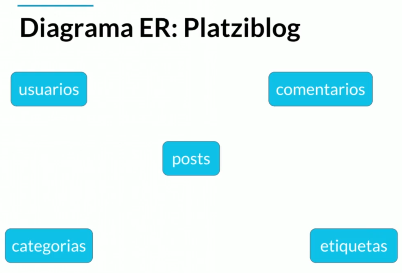 Diagrama ER: Platziblog
usuarios
comentarios
posts
categorias
etiquetas